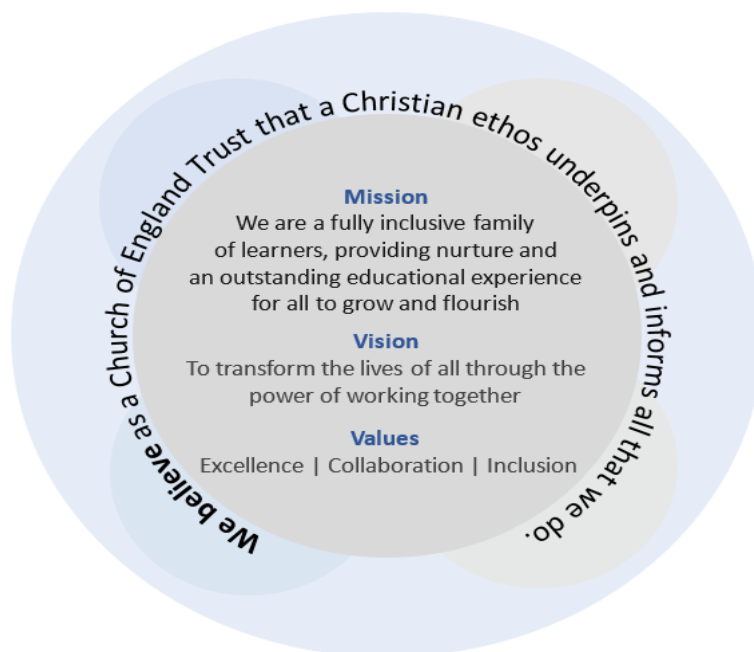 We believe as a Church of England Trust that a Christian ethos underpins and informs all that we do.
Mission
We are a fully inclusive family
of learners, providing nurture and
an outstanding educational experience
for all to grow and flourish
Vision
To transform the lives of all through the
power of working together
Values
Excellence | Collaboration | Inclusion